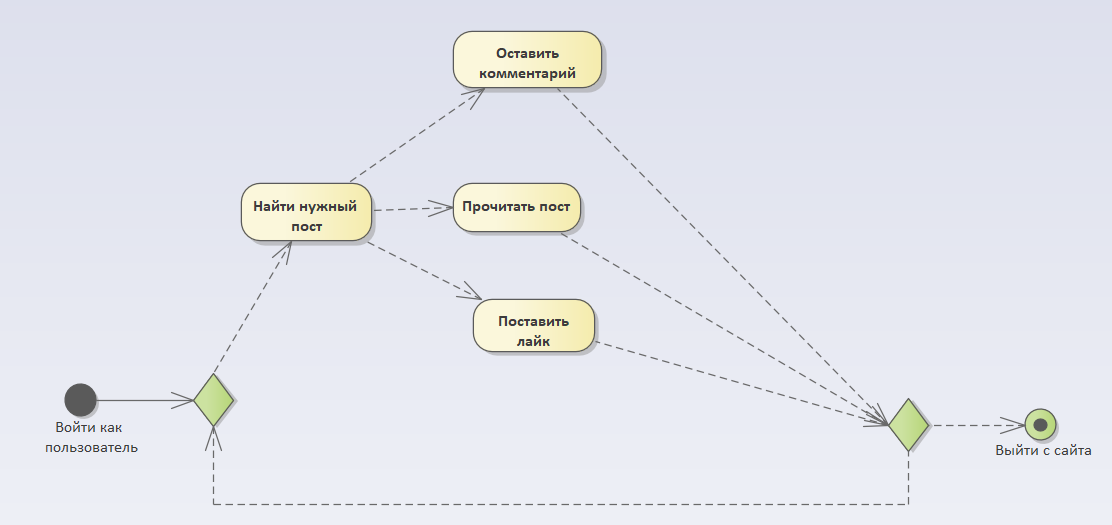 Оставить
комментарий
Найти нужный
пост
Прочитать пост
Поставить
лайк
Войти как
пользователь
Выйти с сайта